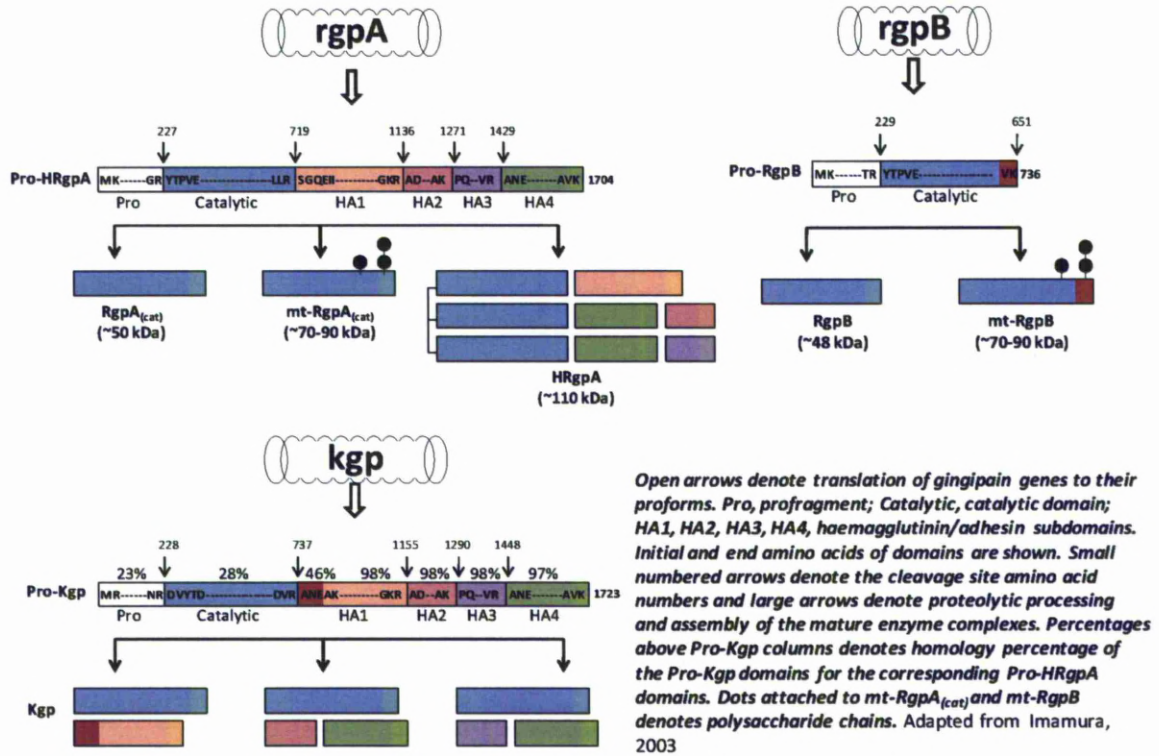 rgpA
rgpB
227 719 1136 1271 1429
Pro-HRgpA MK------GR YTPVE-----------------LLR SGQEII----------GKR AD--AK PQ--VR ANE------AVK 1704
Pro Catalytic HA1 HA2 HA3 HA4
229 651
Pro-RgpB MK------TR YTPVE----------------- VK 736
Pro Catalytic
RgpA(cat)
(~50 kDa)
mt-RgpA(cat)
(~70-90 kDa)
HRgpA
(~110 kDa)
RgpB
(~48 kDa)
mt-RgpB
(~70-90 kDa)
kgp
228 737 1155 1290 1448
23% 28% 46% 98% 98% 98% 97%
Pro-Kgp MR------NR DVYTD-----------------DVR ANE AK--------GKR AD--AK PQ--VR ANE------AVK 1723
Pro Catalytic HA1 HA2 HA3 HA4
Kgp
Open arrows denote translation of gingipain genes to their
proforms. Pro, profragment; Catalytic, catalytic domain;
HA1, HA2, HA3, HA4, haemagglutinin/adhesin subdomains.
Initial and end amino acids of domains are shown. Small
numbered arrows denote the cleavage site amino acid
numbers and large arrows denote proteolytic processing
and assembly of the mature enzyme complexes. Percentages
above Pro-Kgp columns denotes homology percentage of
the Pro-Kgp domains for the corresponding Pro-HRgpA
domains. Dots attached to mt-RgpA(cat) and mt-RgpB
denotes polysaccharide chains. Adapted from Imamura,
2003